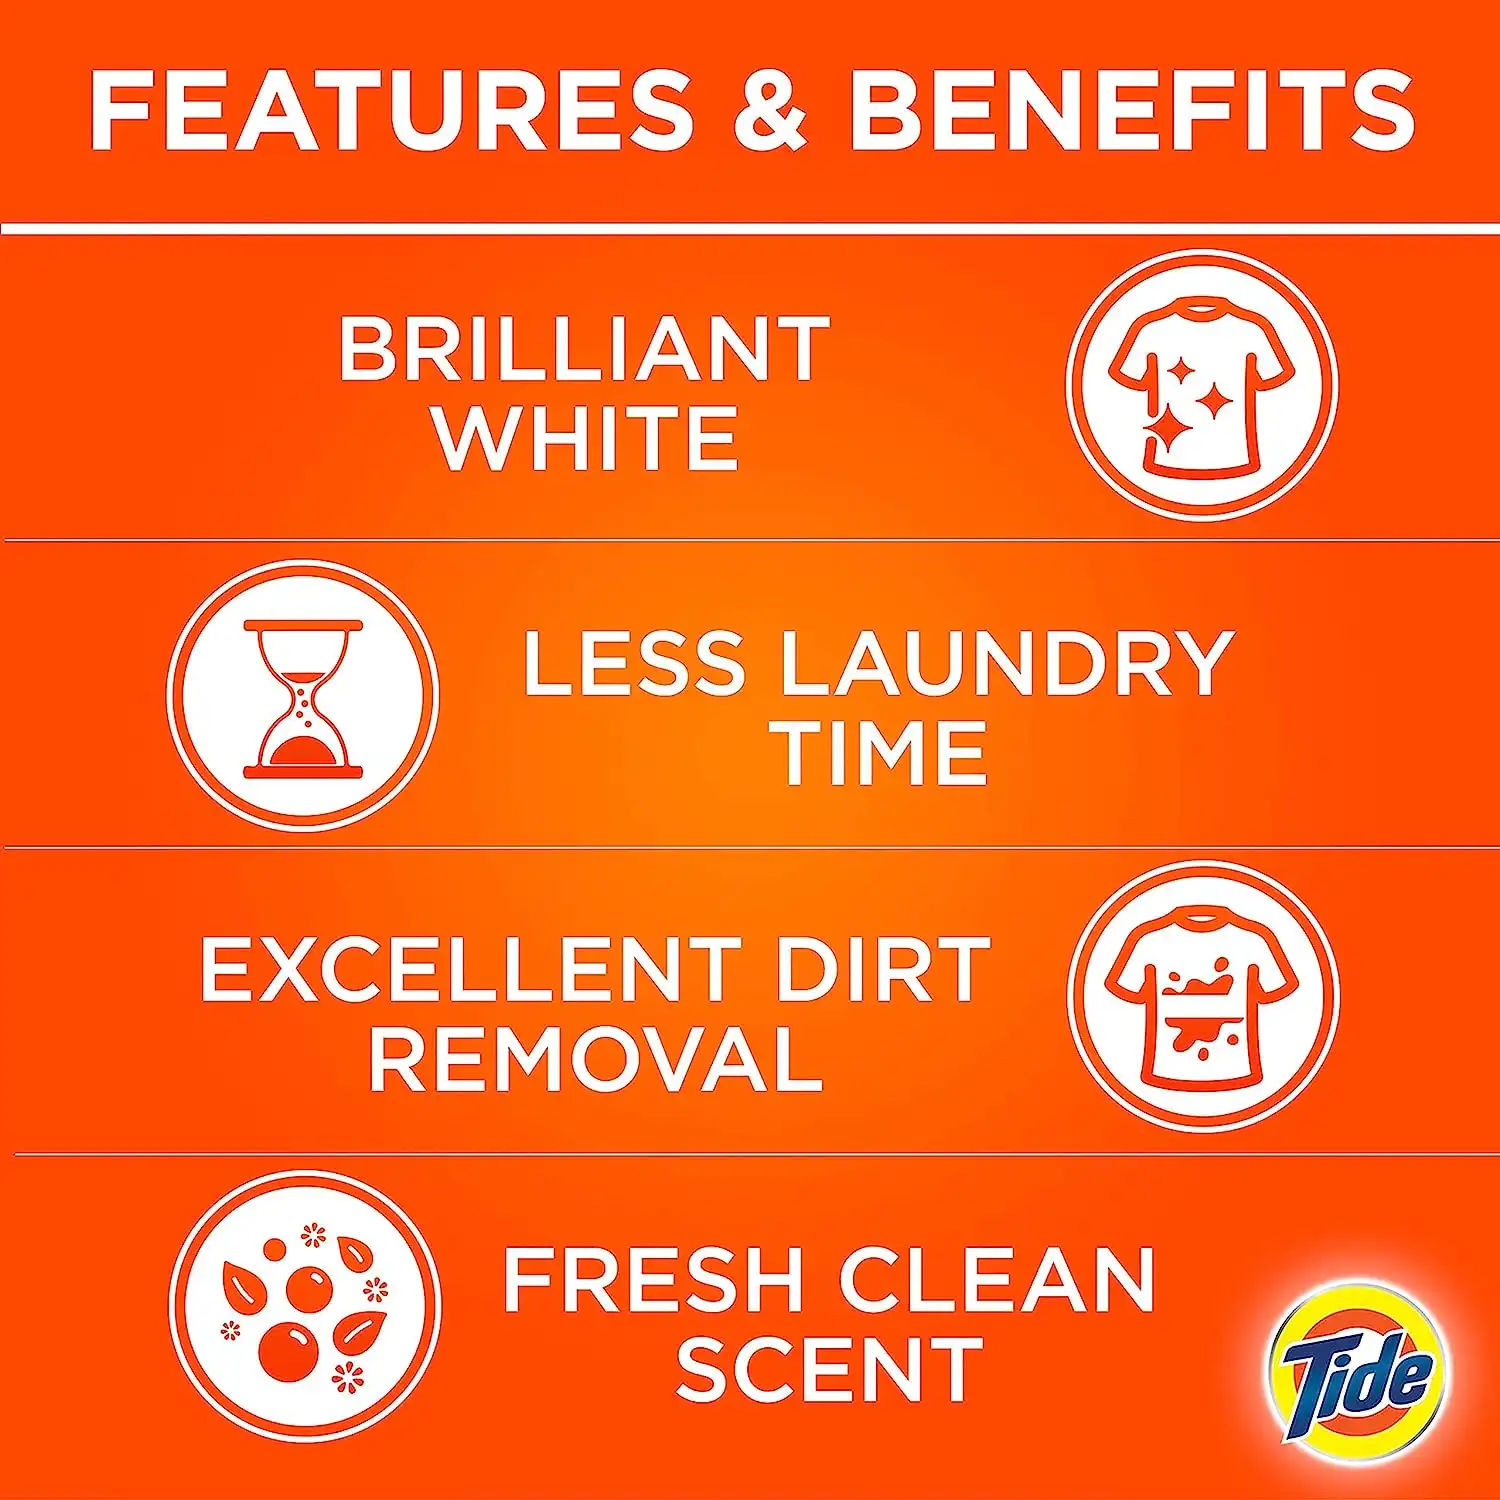 FEATURES & BENEFITS
BRILLIANT
WHITE
LESS LAUNDRY
TIME
EXCELLENT DIRT
REMOVAL
FRESH CLEAN
SCENT
Tide